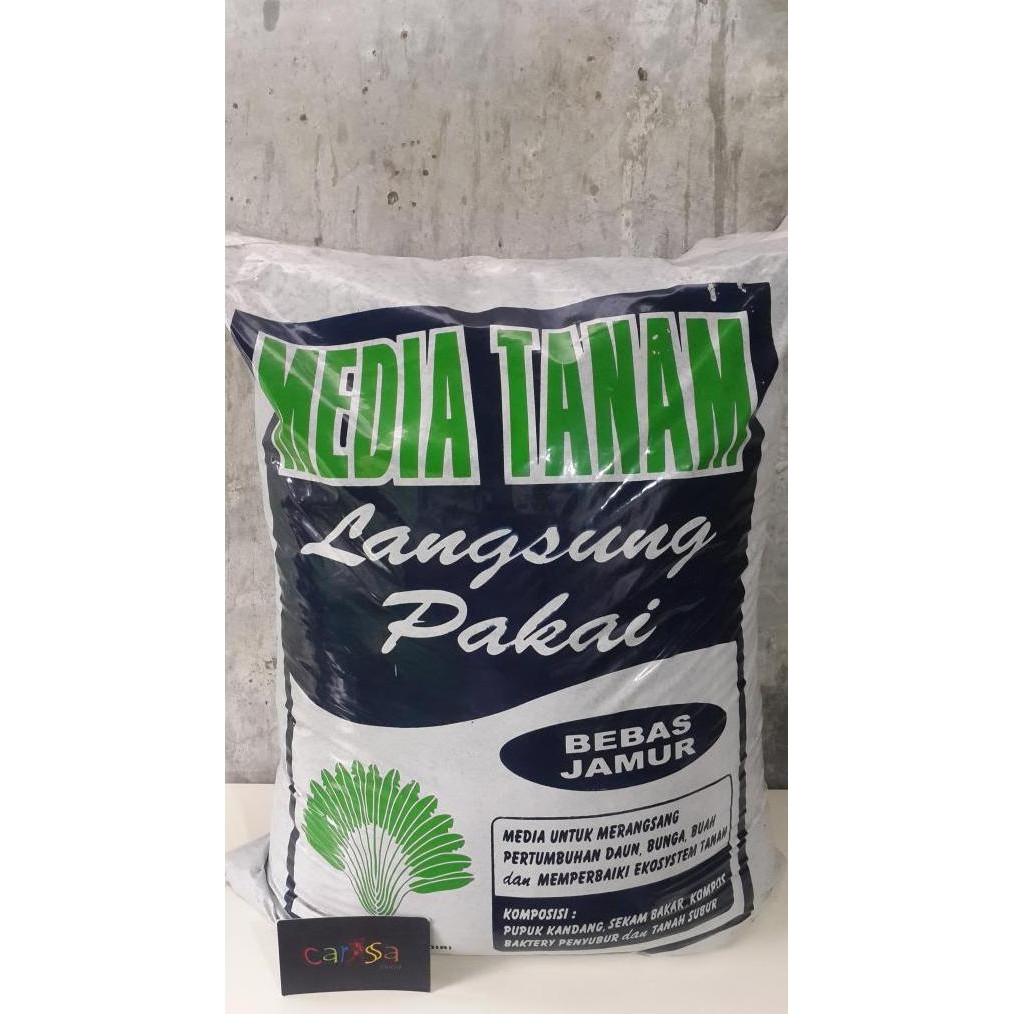 MEDIA TANAM
Langsung
Pakai
BEBAS
JAMUR
MEDIA UNTUK MERANGSANG
PERTUMBUHAN DAUN, BUNGA, BUAH
dan MEMPERBAIKI EKOSYSTEM TANAH
KOMPOSISI :
PUPUK KANDANG, SEKAM BAKAR, KOMPOS
BAKTERY PENYUBUR dan TANAH SUBUR
carissa